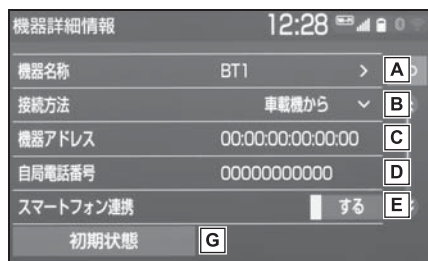 機器詳細情報 12:28 0
機器名称 BT1 > A
接続方法 車載機から B
機器アドレス 00:00:00:00:00:00 C
自局電話番号 00000000000 D
スマートフォン連携 する E
初期状態 G